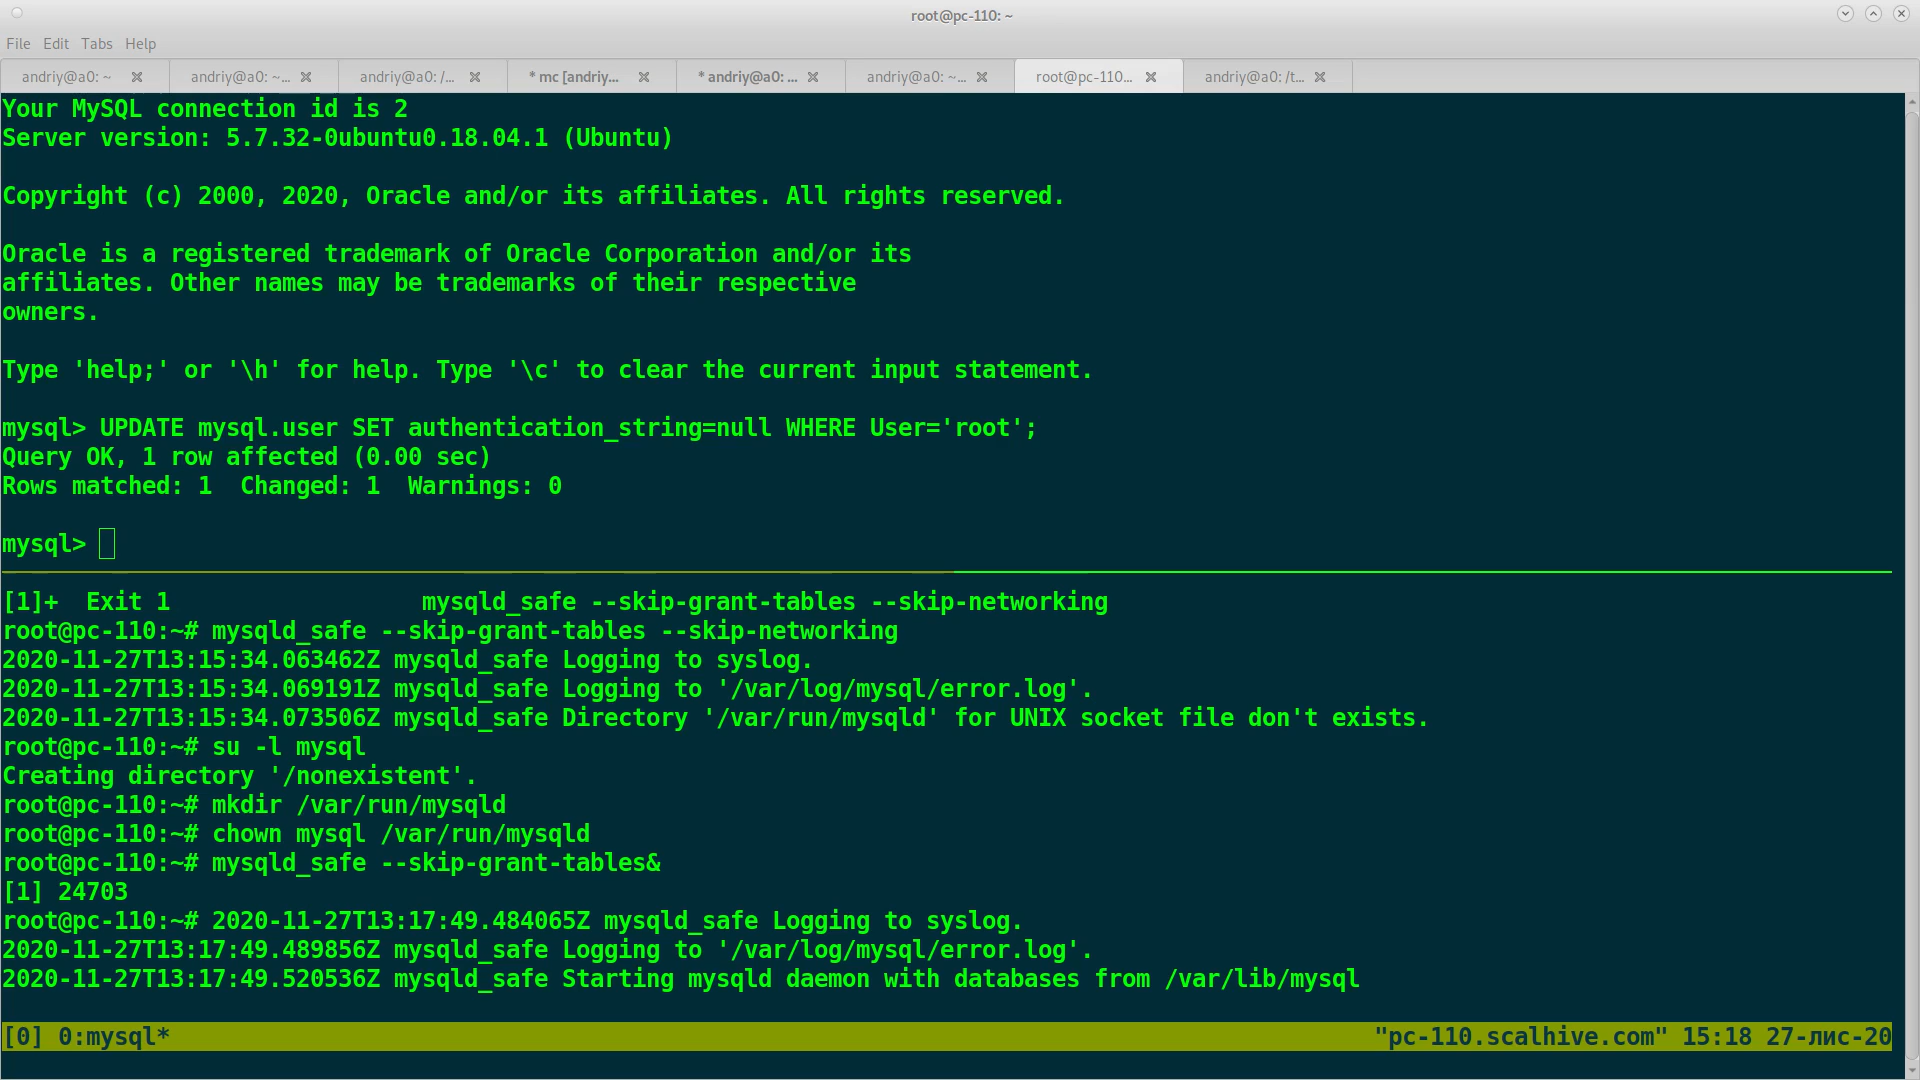 root@pc-110: ~
File Edit Tabs Help
andriy@a0: ~ andriy@a0: ~... andriy@a0: /... * mc [andriy... * andriy@a0: ... andriy@a0: ~... root@pc-110... andriy@a0: /t...
Your MySQL connection id is 2
Server version: 5.7.32-0ubuntu0.18.04.1 (Ubuntu)
Copyright (c) 2000, 2020, Oracle and/or its affiliates. All rights reserved.
Oracle is a registered trademark of Oracle Corporation and/or its
affiliates. Other names may be trademarks of their respective
owners.
Type 'help;' or '\h' for help. Type '\c' to clear the current input statement.
mysql> UPDATE mysql.user SET authentication_string=null WHERE User='root';
Query OK, 1 row affected (0.00 sec)
Rows matched: 1  Changed: 1  Warnings: 0
mysql>
[1]+  Exit 1                  mysqld_safe --skip-grant-tables --skip-networking
root@pc-110:~# mysqld_safe --skip-grant-tables --skip-networking
2020-11-27T13:15:34.063462Z mysqld_safe Logging to syslog.
2020-11-27T13:15:34.069191Z mysqld_safe Logging to '/var/log/mysql/error.log'.
2020-11-27T13:15:34.073506Z mysqld_safe Directory '/var/run/mysqld' for UNIX socket file don't exists.
root@pc-110:~# su -l mysql
Creating directory '/nonexistent'.
root@pc-110:~# mkdir /var/run/mysqld
root@pc-110:~# chown mysql /var/run/mysqld
root@pc-110:~# mysqld_safe --skip-grant-tables&
[1] 24703
root@pc-110:~# 2020-11-27T13:17:49.484065Z mysqld_safe Logging to syslog.
2020-11-27T13:17:49.489856Z mysqld_safe Logging to '/var/log/mysql/error.log'.
2020-11-27T13:17:49.520536Z mysqld_safe Starting mysqld daemon with databases from /var/lib/mysql
[0] 0:mysql* "pc-110.scalhive.com" 15:18 27-лис-20